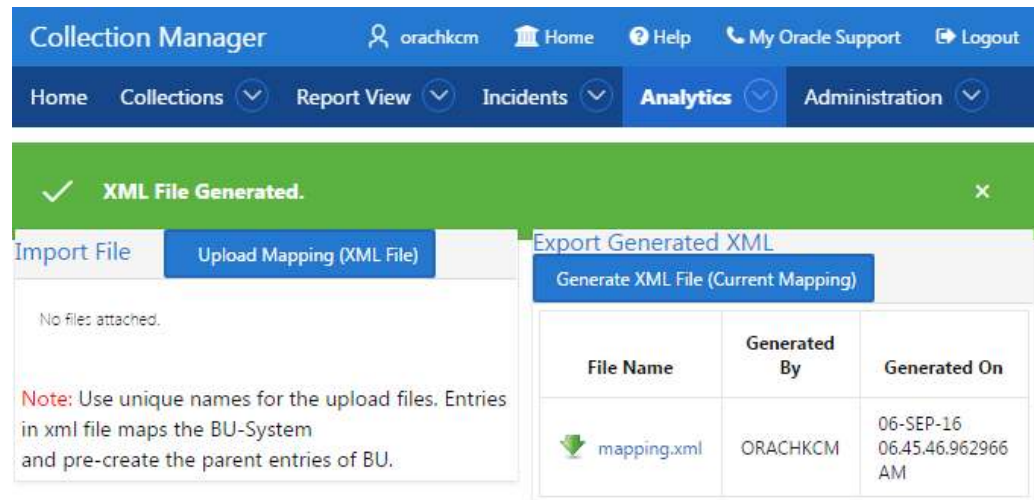 Collection Manager orachkcm Home Help My Oracle Support Logout
Home Collections Report View Incidents Analytics Administration
XML File Generated.
Import File Upload Mapping (XML File)
No files attached.
Note: Use unique names for the upload files. Entries
in xml file maps the BU-System
and pre-create the parent entries of BU.
Export Generated XML
Generate XML File (Current Mapping)
File Name Generated By Generated On
mapping.xml ORACHKCM 06-SEP-16
06.45.46.962966
AM